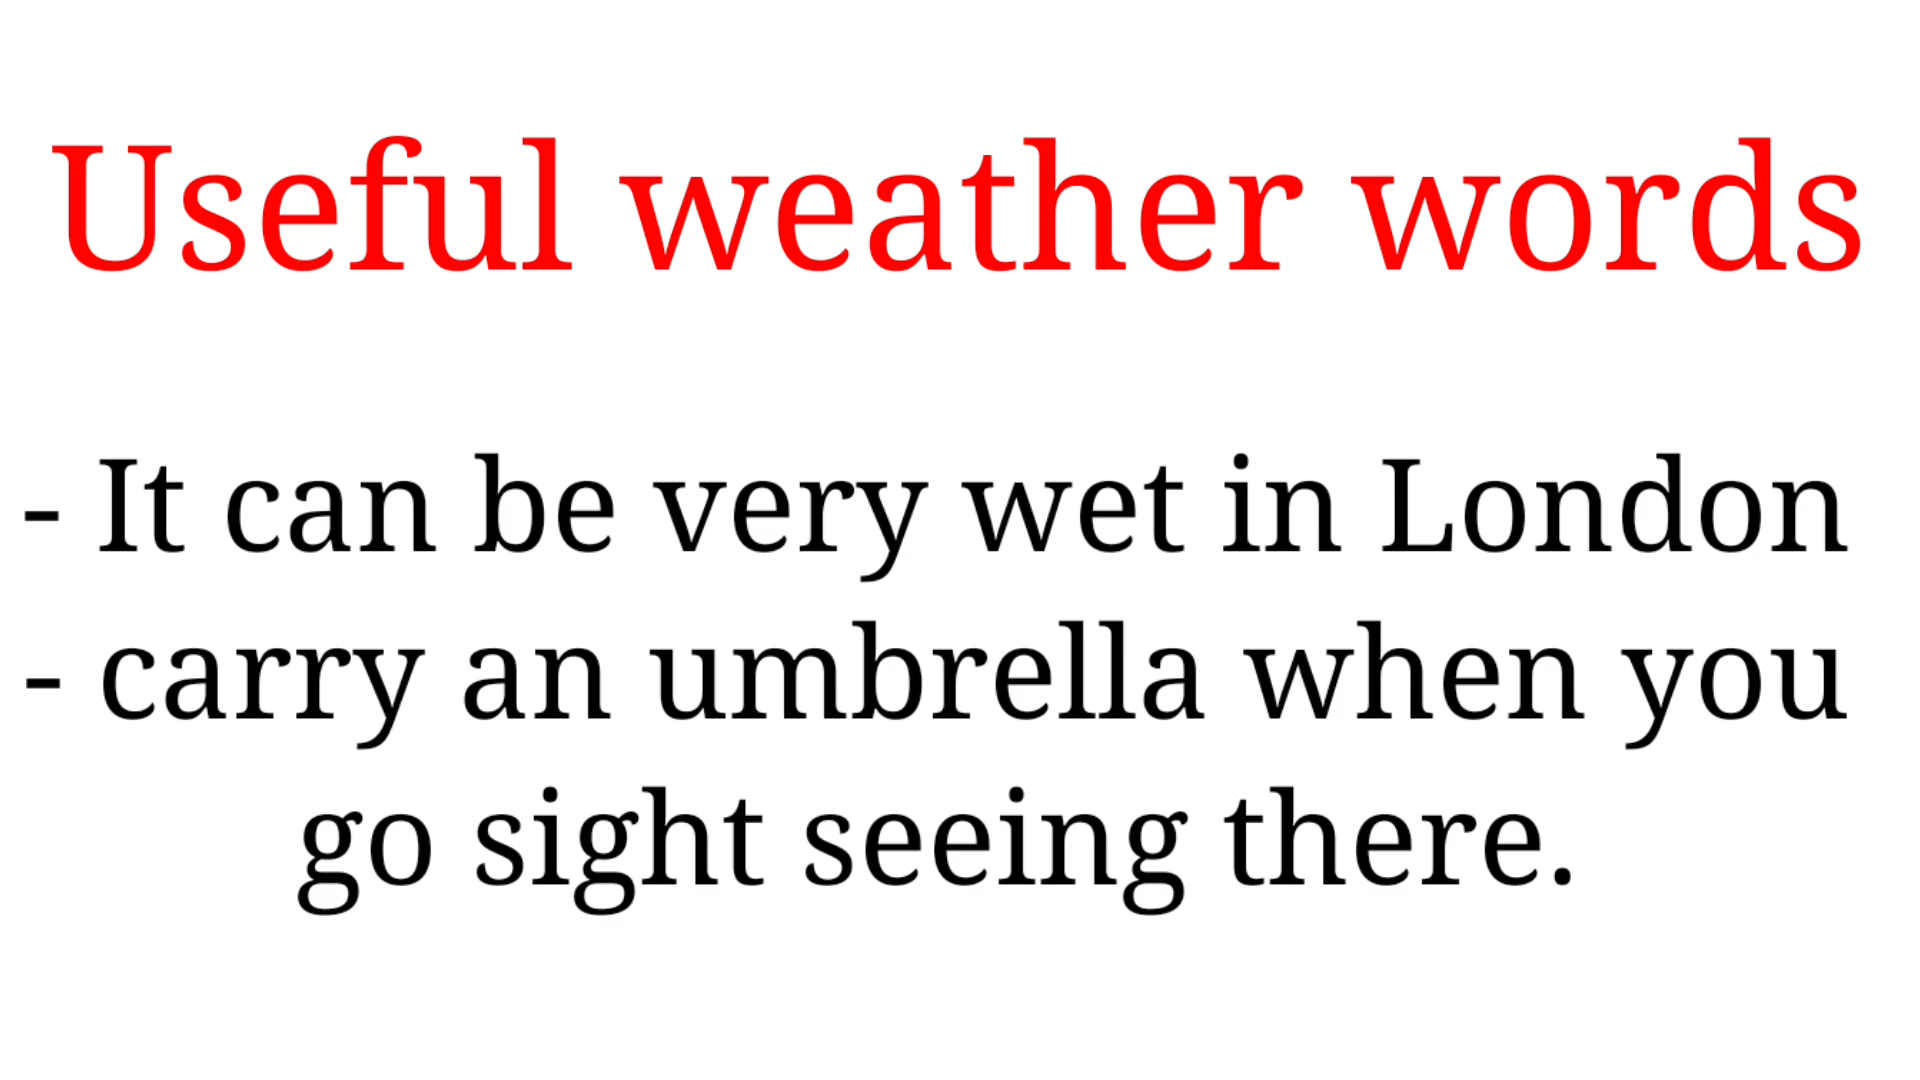 Useful weather words
- It can be very wet in London
- carry an umbrella when you
go sight seeing there.